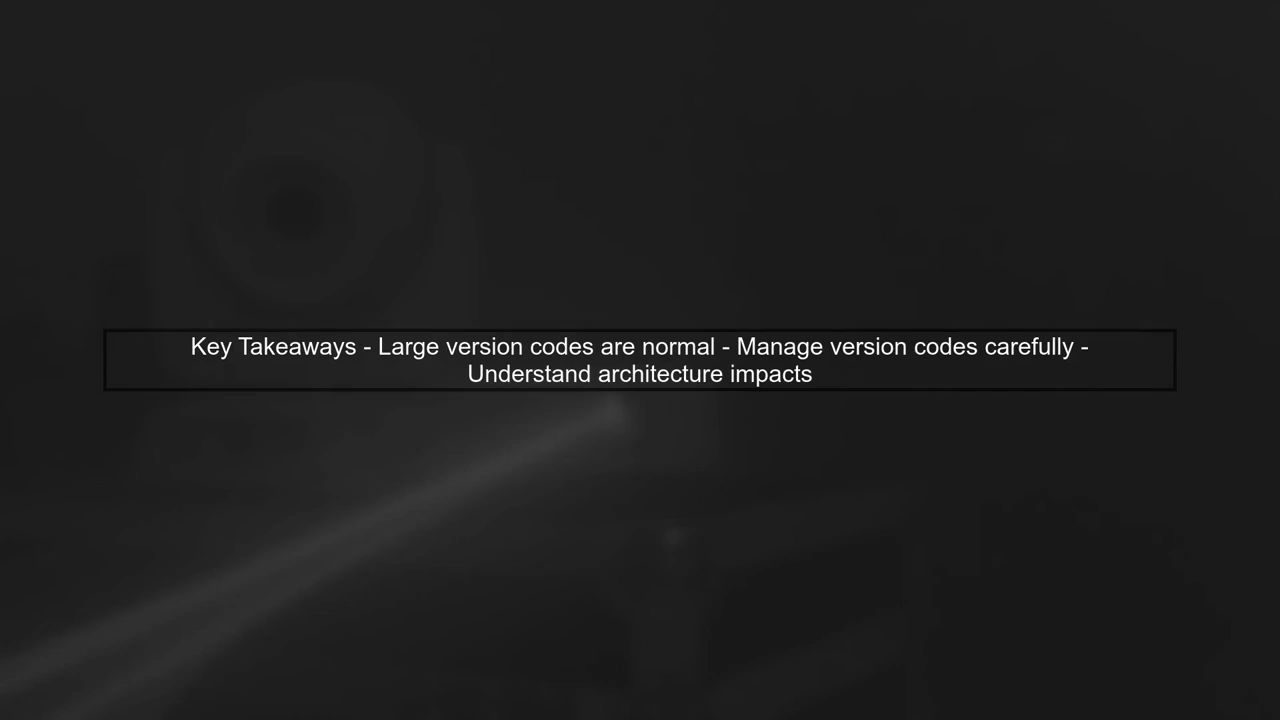 Key Takeaways - Large version codes are normal - Manage version codes carefully -
Understand architecture impacts